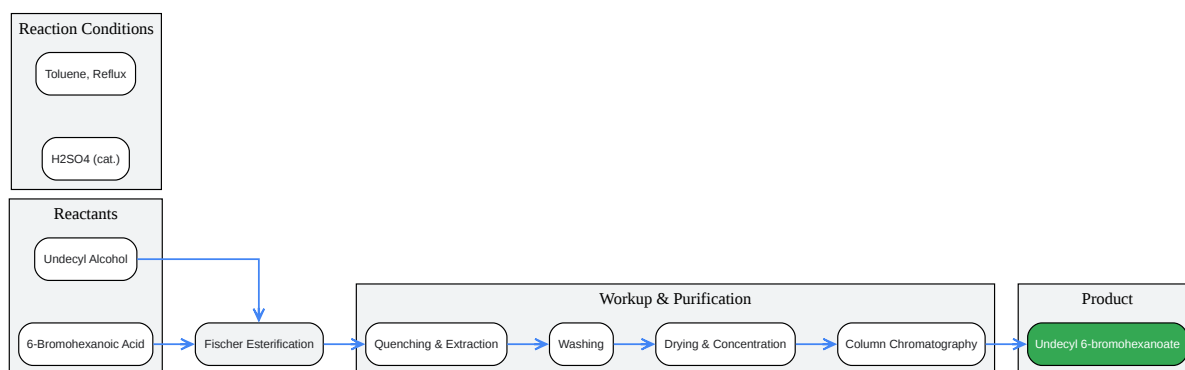 Reaction Conditions
Toluene, Reflux
H2SO4 (cat.)
Reactants
Undecyl Alcohol
6-Bromohexanoic Acid
Fischer Esterification
Workup & Purification
Quenching & Extraction
Washing
Drying & Concentration
Column Chromatography
Product
Undecyl 6-bromohexanoate